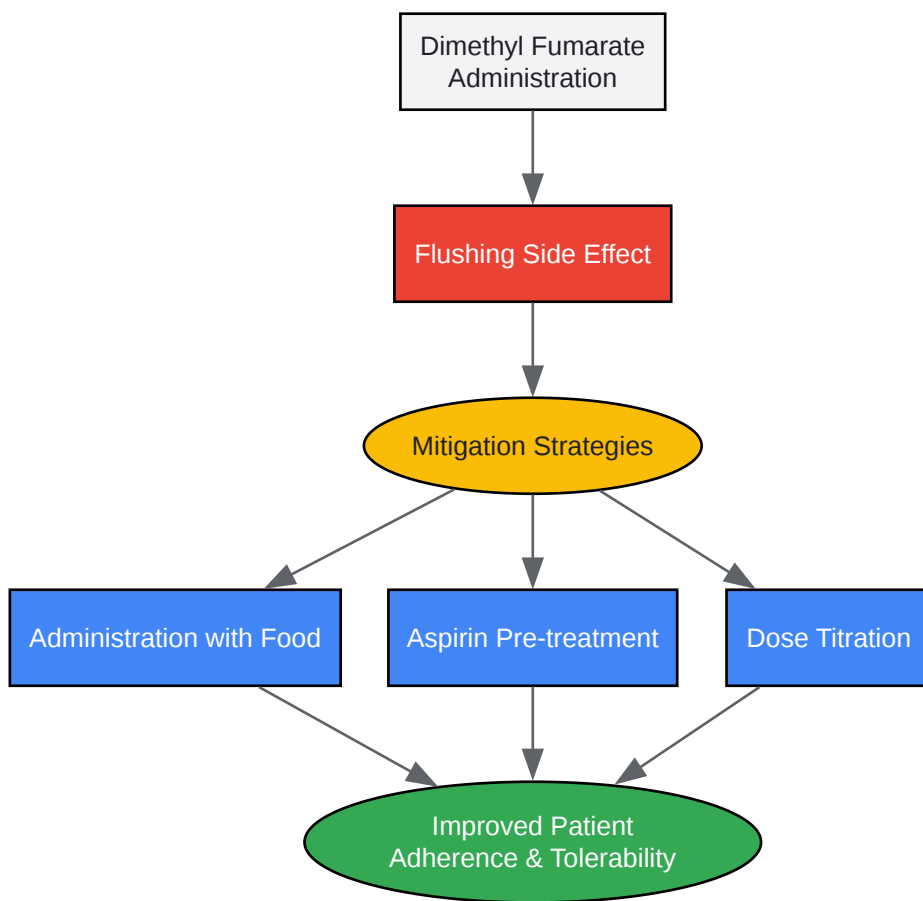 Dimethyl Fumarate
Administration
Flushing Side Effect
Mitigation Strategies
Administration with Food
Aspirin Pre-treatment
Dose Titration
Improved Patient
Adherence & Tolerability